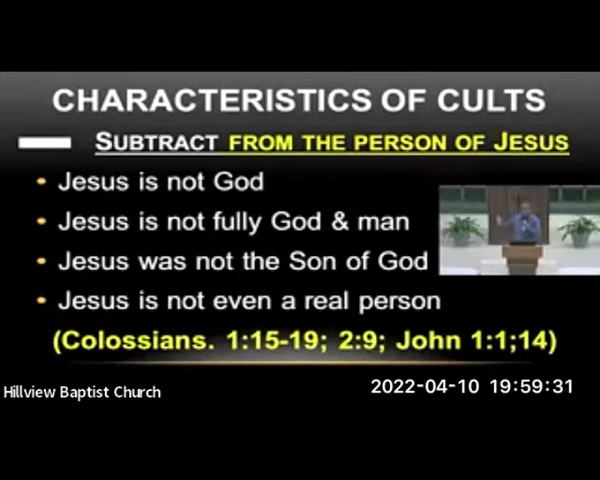 CHARACTERISTICS OF CULTS
SUBTRACT FROM THE PERSON OF JESUS
• Jesus is not God
• Jesus is not fully God & man
• Jesus was not the Son of God
• Jesus is not even a real person
(Colossians. 1:15-19; 2:9; John 1:1;14)
Hillview Baptist Church
2022-04-10 19:59:31